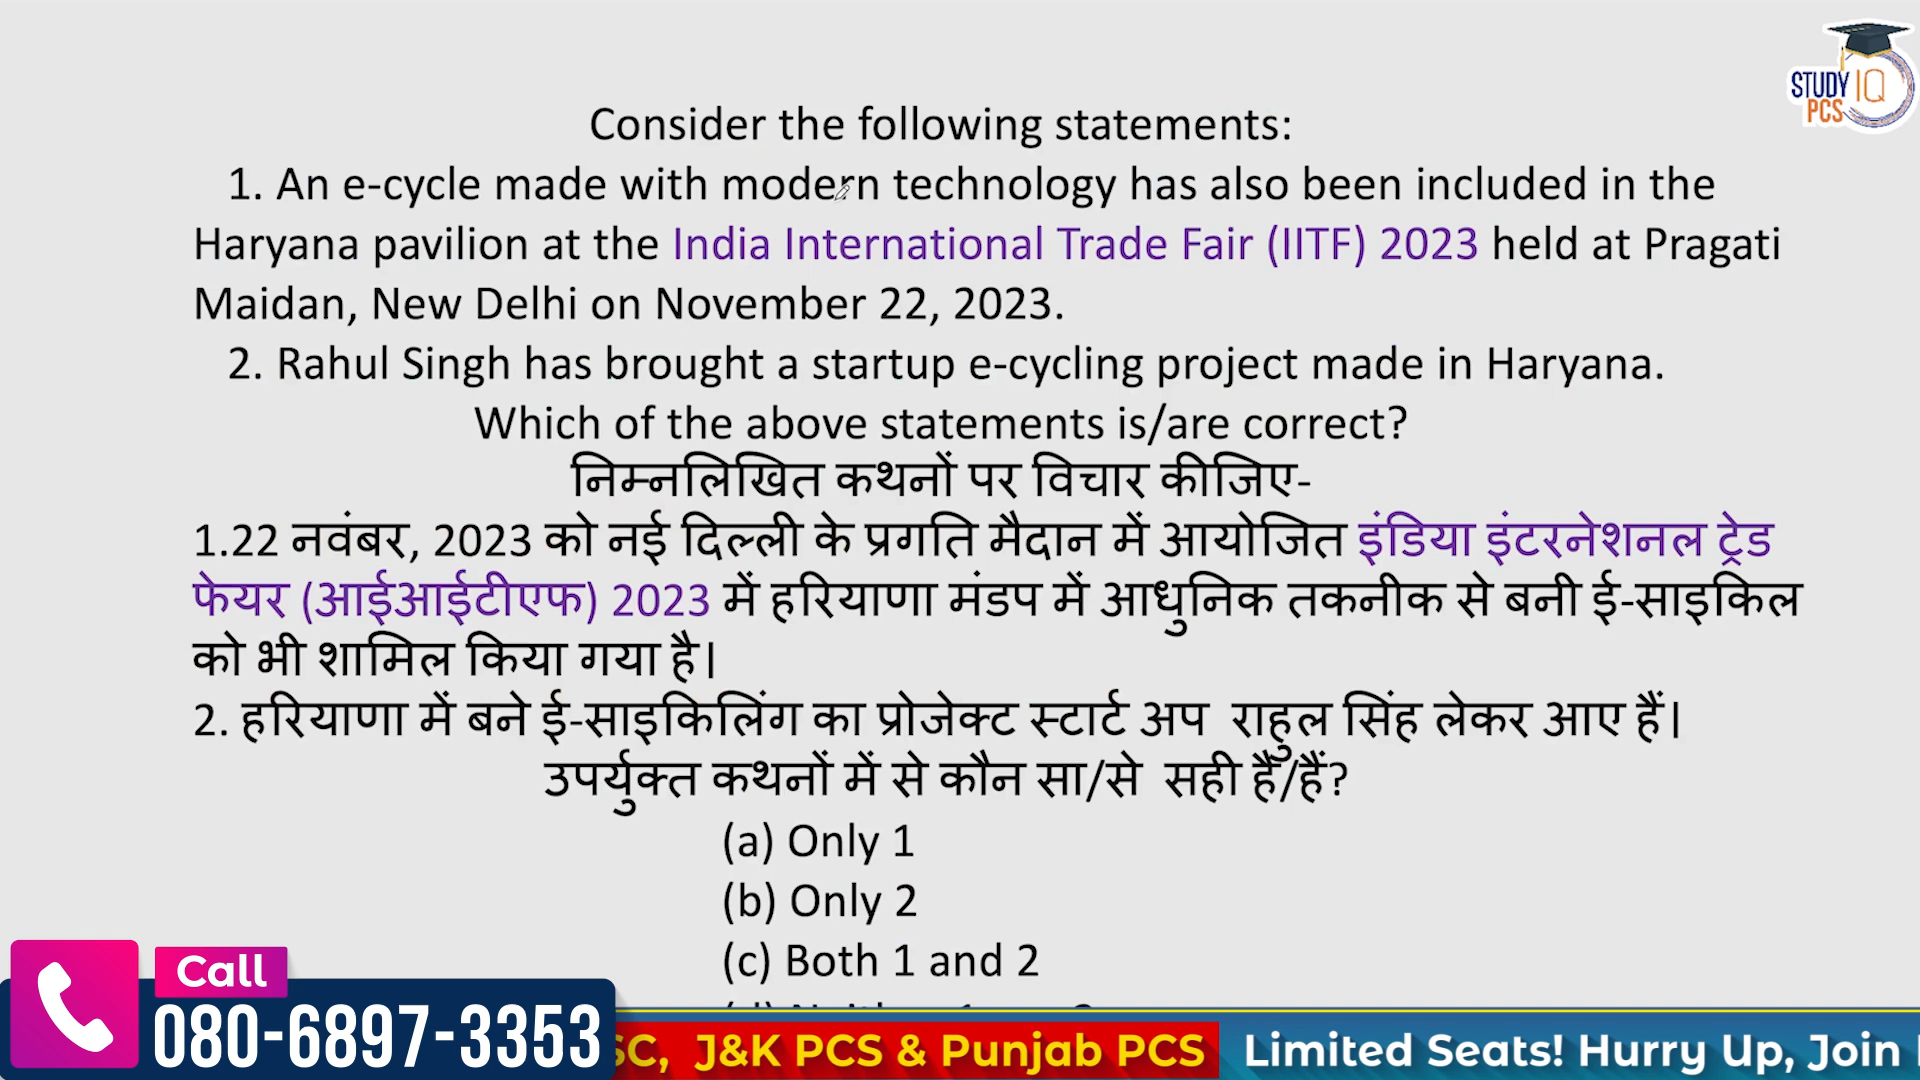 STUDY IQ
PCS
Consider the following statements:
1. An e-cycle made with modern technology has also been included in the
Haryana pavilion at the India International Trade Fair (IITF) 2023 held at Pragati
Maidan, New Delhi on November 22, 2023.
2. Rahul Singh has brought a startup e-cycling project made in Haryana.
Which of the above statements is/are correct?
निम्नलिखित कथनों पर विचार कीजिए-
1.22 नवंबर, 2023 को नई दिल्ली के प्रगति मैदान में आयोजित इंडिया इंटरनेशनल ट्रेड
फेयर (आईआईटीएफ) 2023 में हरियाणा मंडप में आधुनिक तकनीक से बनी ई-साइकिल
को भी शामिल किया गया है।
2. हरियाणा में बने ई-साइकिलिंग का प्रोजेक्ट स्टार्ट अप राहुल सिंह लेकर आए हैं।
उपर्युक्त कथनों में से कौन सा/से सही हैं/हैं?
(a) Only 1
(b) Only 2
(c) Both 1 and 2
Call
080-6897-3353
SC, J&K PCS & Punjab PCS
Limited Seats! Hurry Up, Join